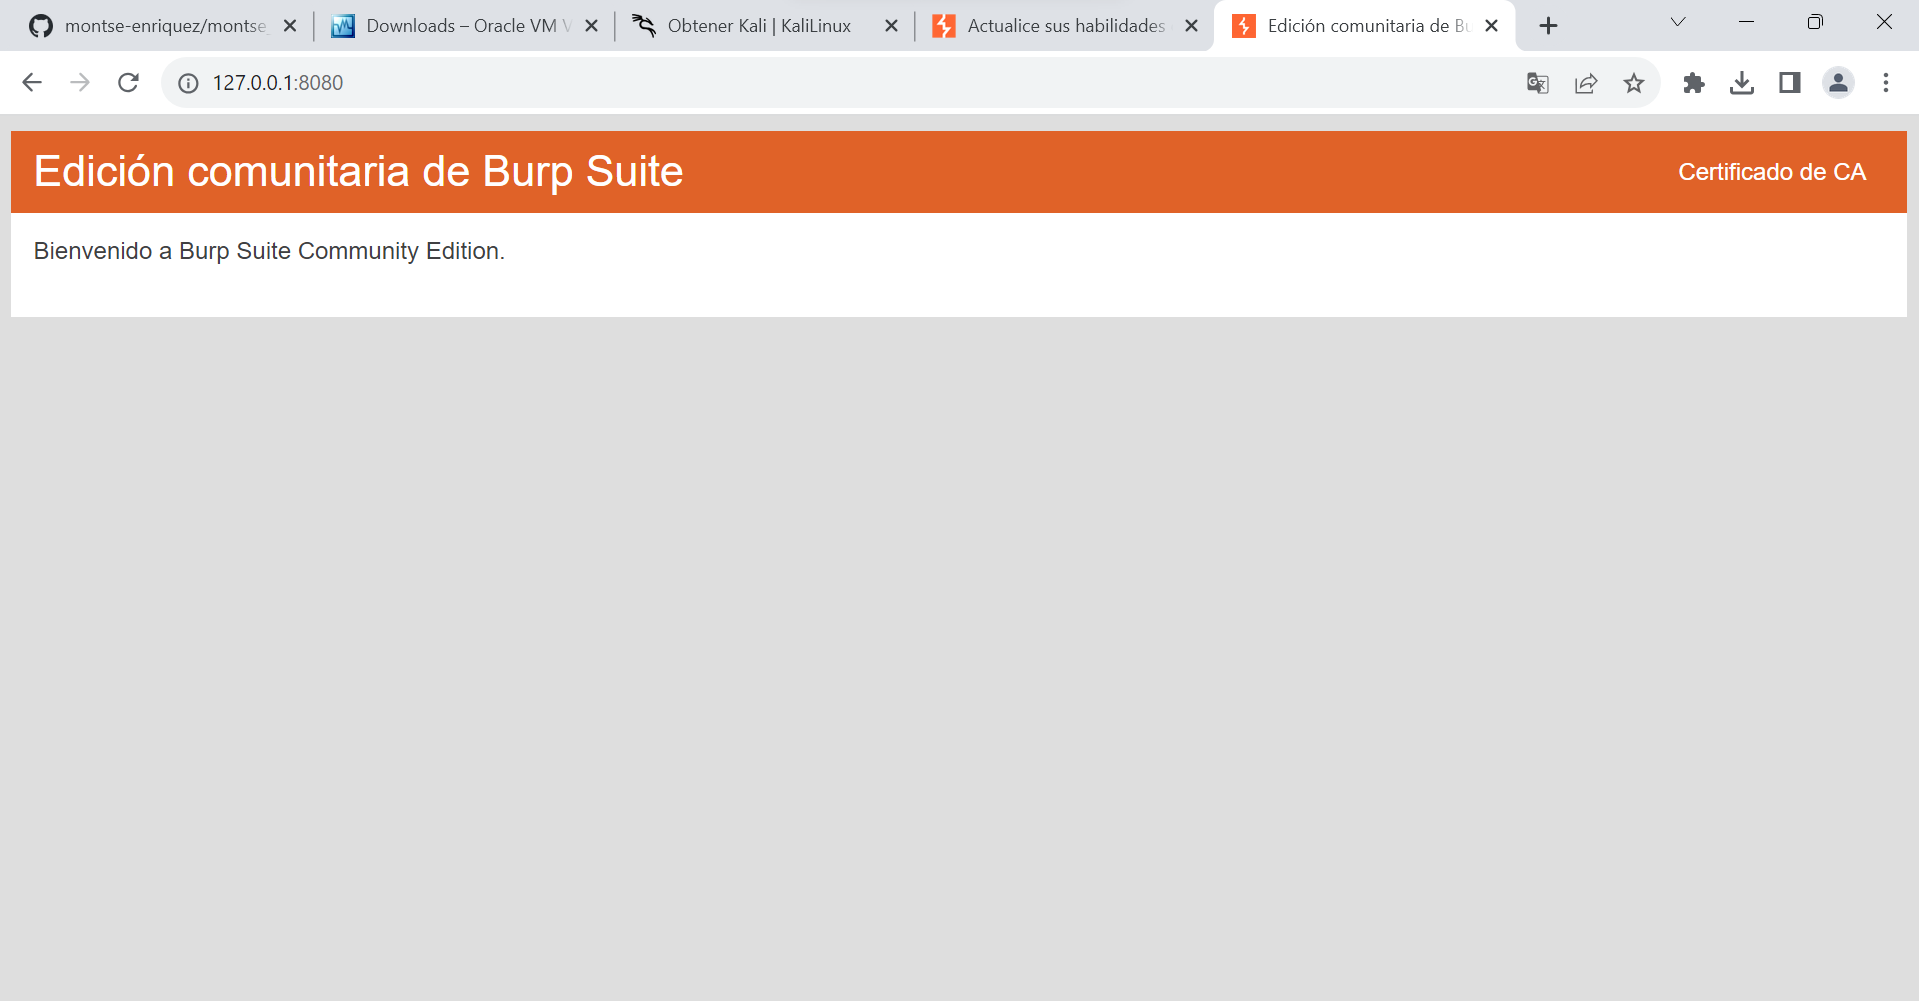 montse-enriquez/montse
Downloads – Oracle VM V
Obtener Kali | KaliLinux
Actualice sus habilidades
Edición comunitaria de Bu
127.0.0.1:8080
Edición comunitaria de Burp Suite
Certificado de CA
Bienvenido a Burp Suite Community Edition.